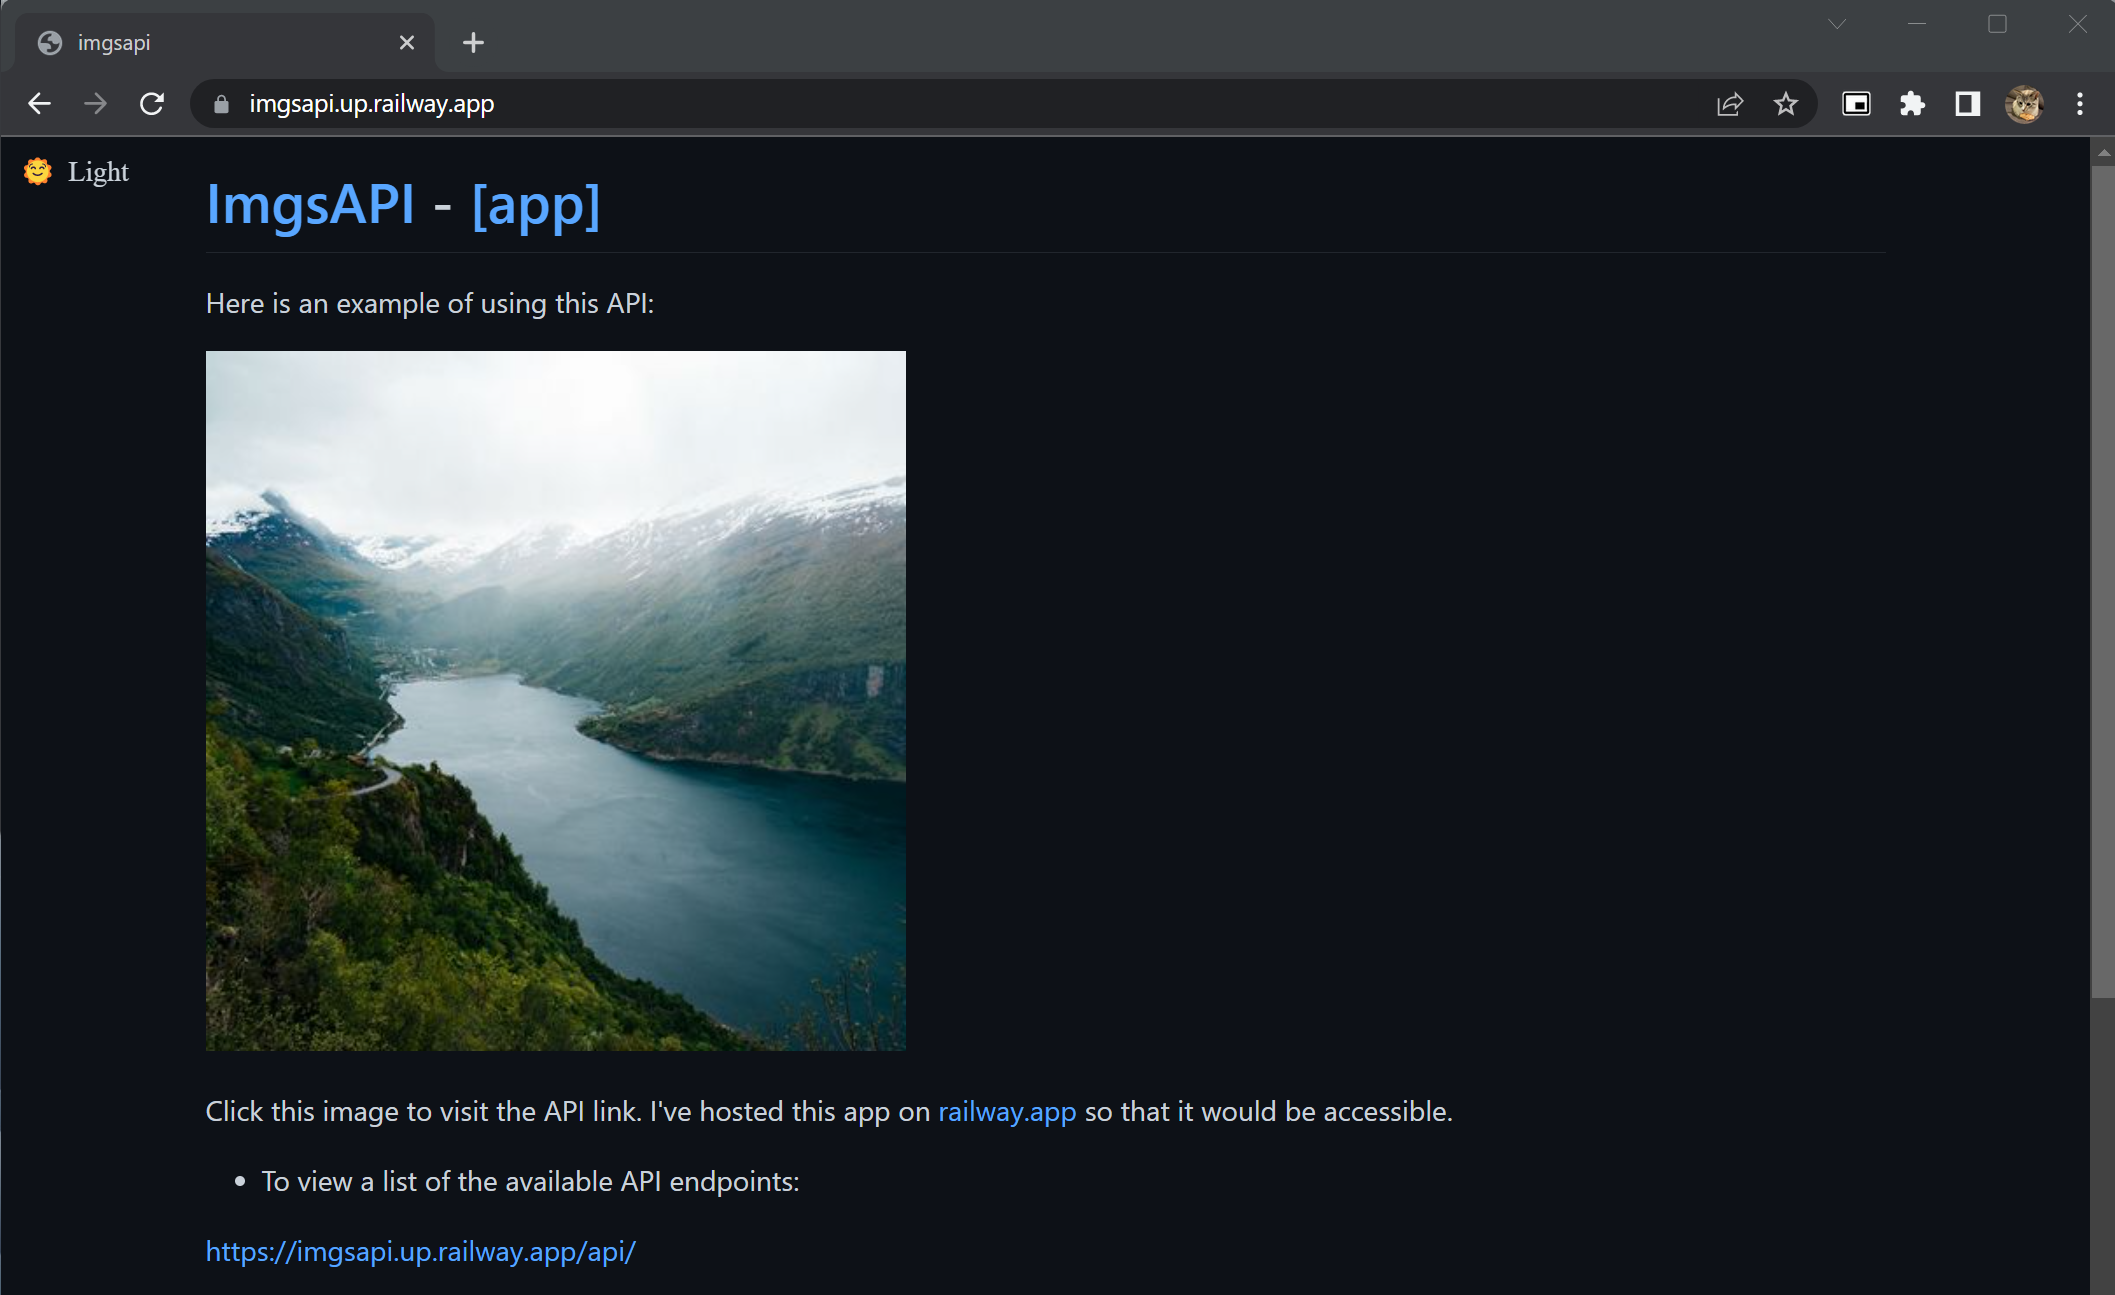 imgsapi
imgsapi.up.railway.app
Light
ImgsAPI - [app]
Here is an example of using this API:
Click this image to visit the API link. I've hosted this app on railway.app so that it would be accessible.
To view a list of the available API endpoints:
https://imgsapi.up.railway.app/api/